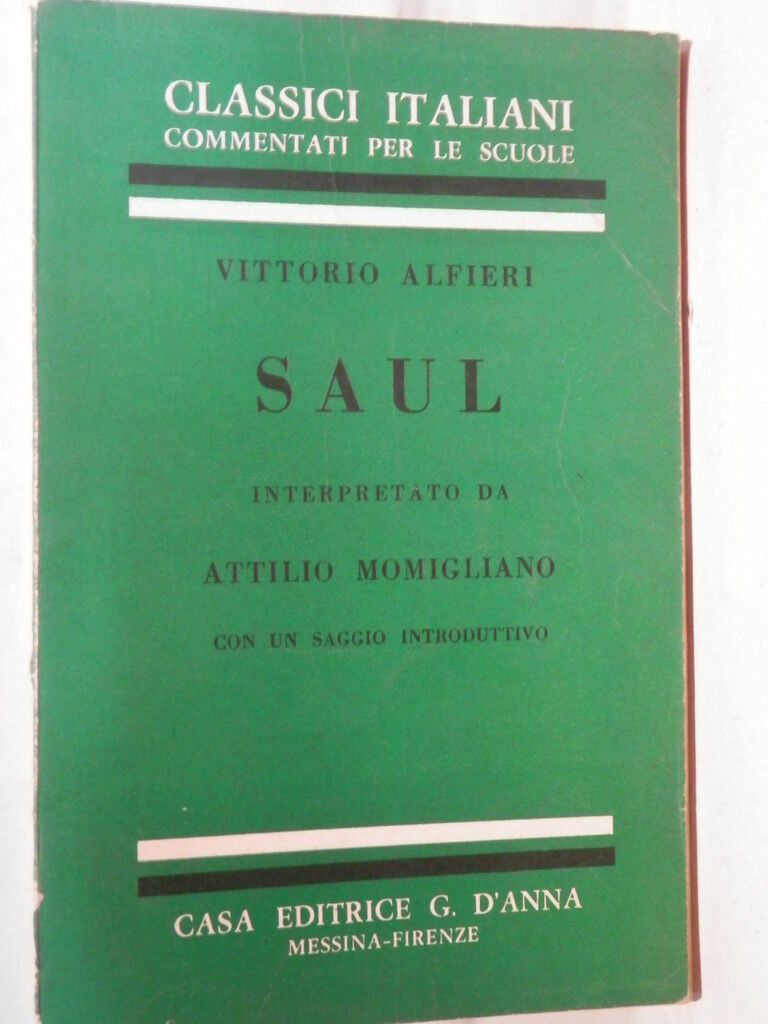 CLASSICI ITALIANI
COMMENTATI PER LE SCUOLE
VITTORIO ALFIERI
SAUL
INTERPRETATO DA
ATTILIO MOMIGLIANO
CON UN SAGGIO INTRODUTTIVO
CASA EDITRICE G. D'ANNA
MESSINA-FIRENZE